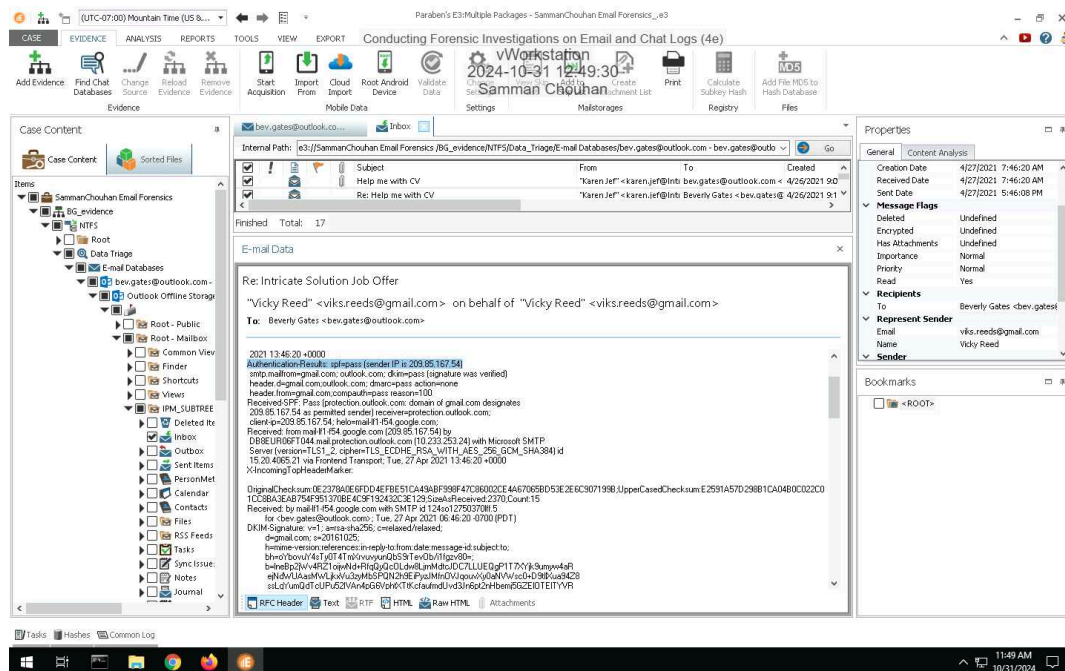 (UTC-07:00) Mountain Time (US &...
Paraben's E3:Multiple Packages - SammanChouhan Email Forensics_.e3
CASE EVIDENCE ANALYSIS REPORTS TOOLS VIEW EXPORT
Conducting Forensic Investigations on Email and Chat Logs (4e)
vWorkstation
2024-10-31 12:49:30
Samman Chouhan
Add Evidence
Find Chat Databases
Change Source
Reload Evidence
Remove Evidence
Start Acquisition
Import From
Cloud Import
Root Android Device
Validate Data
Print
Calculate Subkey Hash
MD5
Add File MD5 to Hash Database
Evidence Mobile Data Settings Mailstorages Registry Files
Case Content
Case Content Sorted Files
Items
SammanChouhan Email Forensics
BG_evidence
NTFS
Root
Data Triage
E-mail Databases
bev.gates@outlook.com -
Outlook Offline Storage
Root - Public
Root - Mailbox
Common View
Finder
Shortcuts
Views
IPM_SUBTREE
Deleted Ite
Inbox
Outbox
Sent Items
PersonMet
Calendar
Contacts
Files
RSS Feeds
Tasks
Sync Issue:
Notes
Journal
bev.gates@outlook.co... Inbox
Internal Path: e3://SammanChouhan Email Forensics /BG_evidence/NTFS/Data_Triage/E-mail Databases/bev.gates@outlook.com - bev.gates@outlo Go
Subject From To Created
Help me with CV "Karen Jef" <karen.jef@Inti bev.gates@outlook.com < 4/26/2021 9:0
Re: Help me with CV "Karen Jef" <karen.jef@Inti Beverly Gates <bev.gates@ 4/26/2021 9:1
Finished Total: 17
E-mail Data
Re: Intricate Solution Job Offer
"Vicky Reed" <viks.reeds@gmail.com> on behalf of "Vicky Reed" <viks.reeds@gmail.com>
To: Beverly Gates <bev.gates@outlook.com>
2021 13:46:20 +0000
Authentication-Results: spf=pass (sender IP is 209.85.167.54)
smtp.mailfrom=gmail.com; outlook.com; dkim=pass (signature was verified)
header.d=gmail.com;outlook.com; dmarc=pass action=none
header.from=gmail.com;compauth=pass reason=100
Received-SPF: Pass (protection.outlook.com: domain of gmail.com designates
209.85.167.54 as permitted sender) receiver=protection.outlook.com;
client-ip=209.85.167.54; helo=mail-lf1-f54.google.com;
Received: from mail-lf1-f54.google.com (209.85.167.54) by
DB8EUR06FT044.mail.protection.outlook.com (10.233.253.24) with Microsoft SMTP
Server (version=TLS1_2, cipher=TLS_ECDHE_RSA_WITH_AES_256_GCM_SHA384) id
15.20.4065.21 via Frontend Transport; Tue, 27 Apr 2021 13:46:20 +0000
X-IncomingTopHeaderMarker:
Received: by mail-lf1-f54.google.com with SMTP id 124so12750370lff.5
for <bev.gates@outlook.com>; Tue, 27 Apr 2021 06:46:20 -0700 (PDT)
DKIM-Signature: v=1; a=rsa-sha256; c=relaxed/relaxed;
d=gmail.com; s=20161025;
h=mime-version:references:in-reply-to:from:date:message-id:subject:to;
RFC Header Text RTF HTML Raw HTML Attachments
Properties
General Content Analysis
Creation Date 4/27/2021 7:46:20 AM
Received Date 4/27/2021 7:46:20 AM
Sent Date 4/27/2021 5:46:08 PM
Message Flags
Deleted Undefined
Encrypted Undefined
Has Attachments Undefined
Importance Normal
Priority Normal
Read Yes
Recipients
To Beverly Gates <bev.gates@
Represent Sender
Email viks.reeds@gmail.com
Name Vicky Reed
Sender
Bookmarks
<ROOT>
Tasks Hashes Common Log
11:49 AM
10/31/2024